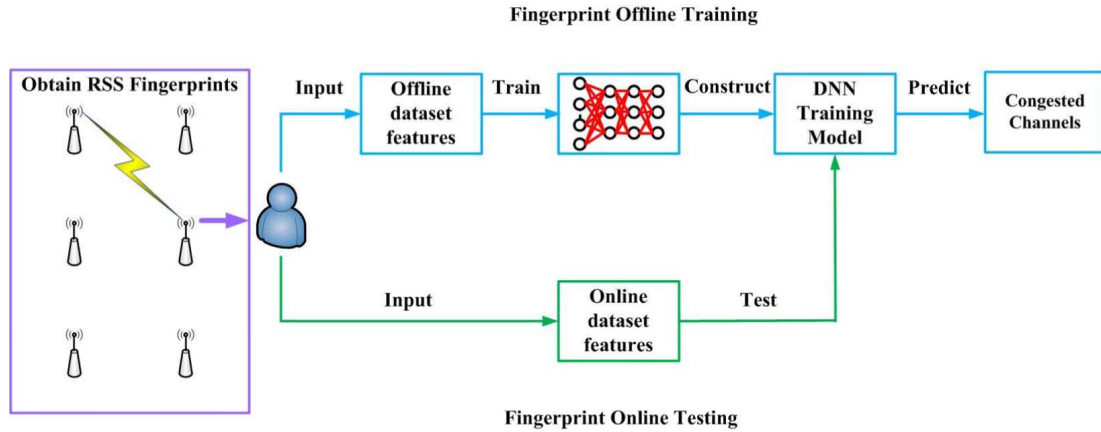 Fingerprint Offline Training
Obtain RSS Fingerprints
Input
Offline
dataset
features
Train
Construct
DNN
Training
Model
Predict
Congested
Channels
Input
Online
dataset
features
Test
Fingerprint Online Testing